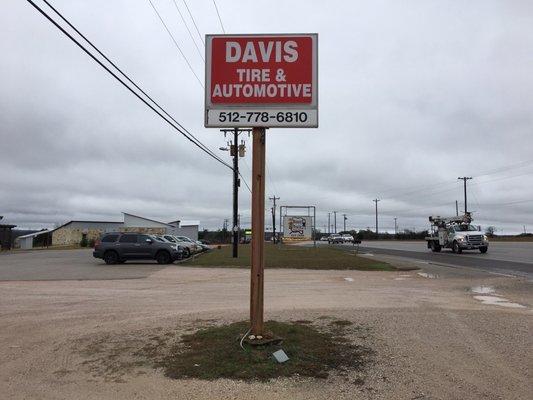 DAVIS
TIRE &
AUTOMOTIVE
512-778-6810